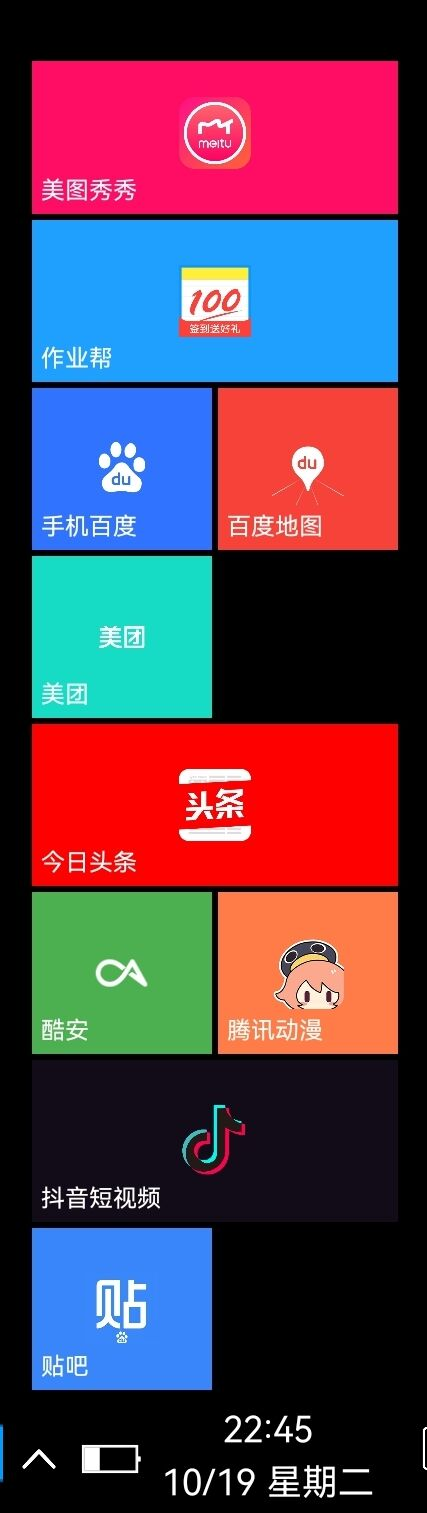 meitu
美图秀秀
100
签到送好礼
作业帮
du
手机百度
du
百度地图
美团
美团
头条
今日头条
酷安
腾讯动漫
抖音短视频
贴
贴吧
22:45
10/19 星期二